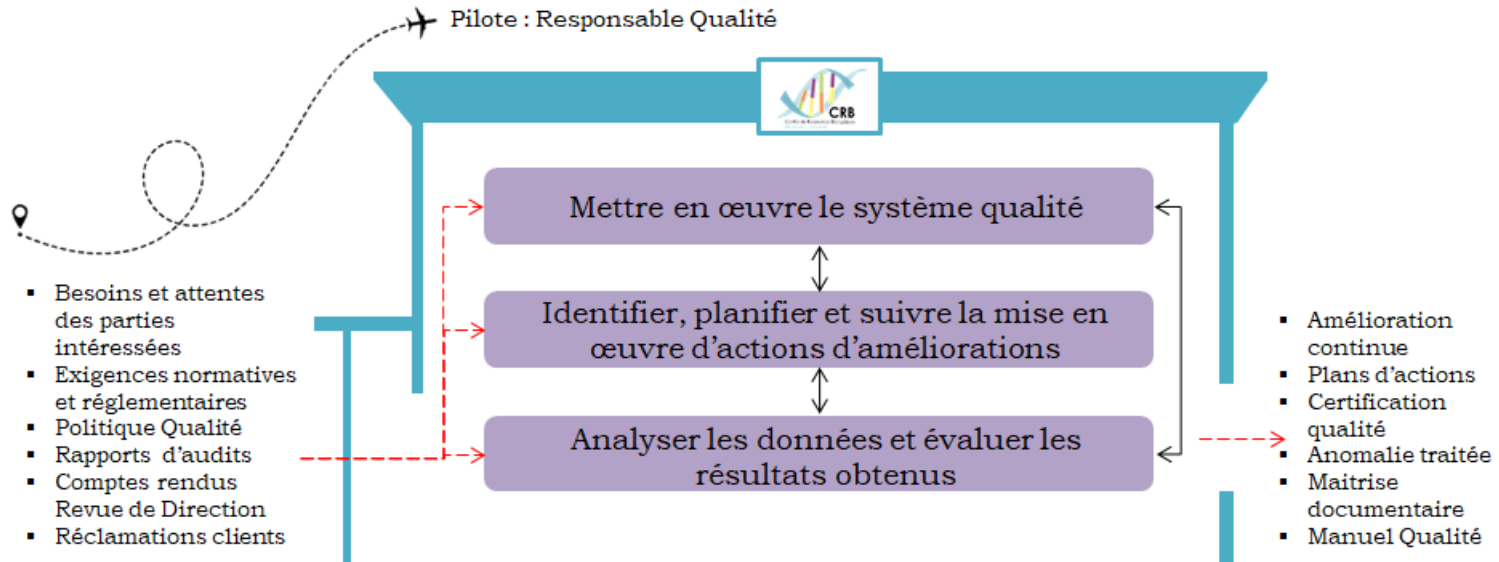 Pilote : Responsable Qualité
CRB
Mettre en œuvre le système qualité
Identifier, planifier et suivre la mise en
œuvre d'actions d'améliorations
Analyser les données et évaluer les
résultats obtenus
▪ Besoins et attentes
des parties
intéressées
▪ Exigences normatives
et réglementaires
▪ Politique Qualité
▪ Rapports d'audits
▪ Comptes rendus
Revue de Direction
▪ Réclamations clients
▪ Amélioration
continue
▪ Plans d'actions
▪ Certification
qualité
▪ Anomalie traitée
▪ Maitrise
documentaire
▪ Manuel Qualité